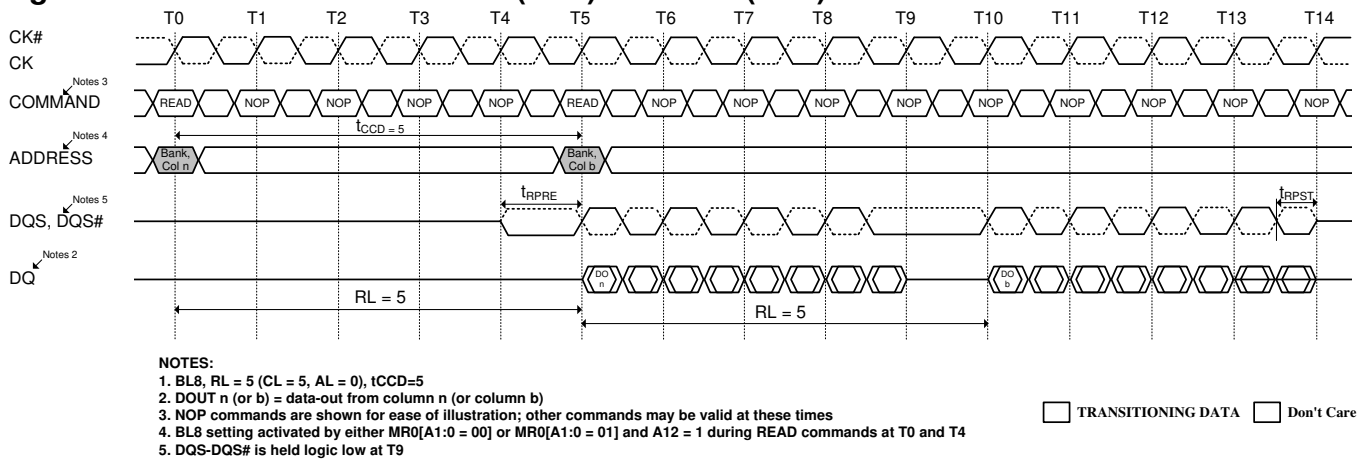 T0 T1 T2 T3 T4 T5 T6 T7 T8 T9 T10 T11 T12 T13 T14
CK#
CK
Notes 3
COMMAND READ NOP NOP NOP NOP READ NOP NOP NOP NOP NOP NOP NOP NOP NOP
tCCD = 5
Notes 4
ADDRESS Bank, Col n Bank, Col b
tRPRE tRPST
Notes 5
DQS, DQS#
Notes 2
DQ DO n DO b
RL = 5 RL = 5
NOTES:
1. BL8, RL = 5 (CL = 5, AL = 0), tCCD=5
2. DOUT n (or b) = data-out from column n (or column b)
3. NOP commands are shown for ease of illustration; other commands may be valid at these times
4. BL8 setting activated by either MR0[A1:0 = 00] or MR0[A1:0 = 01] and A12 = 1 during READ commands at T0 and T4
5. DQS-DQS# is held logic low at T9
TRANSITIONING DATA Don't Care